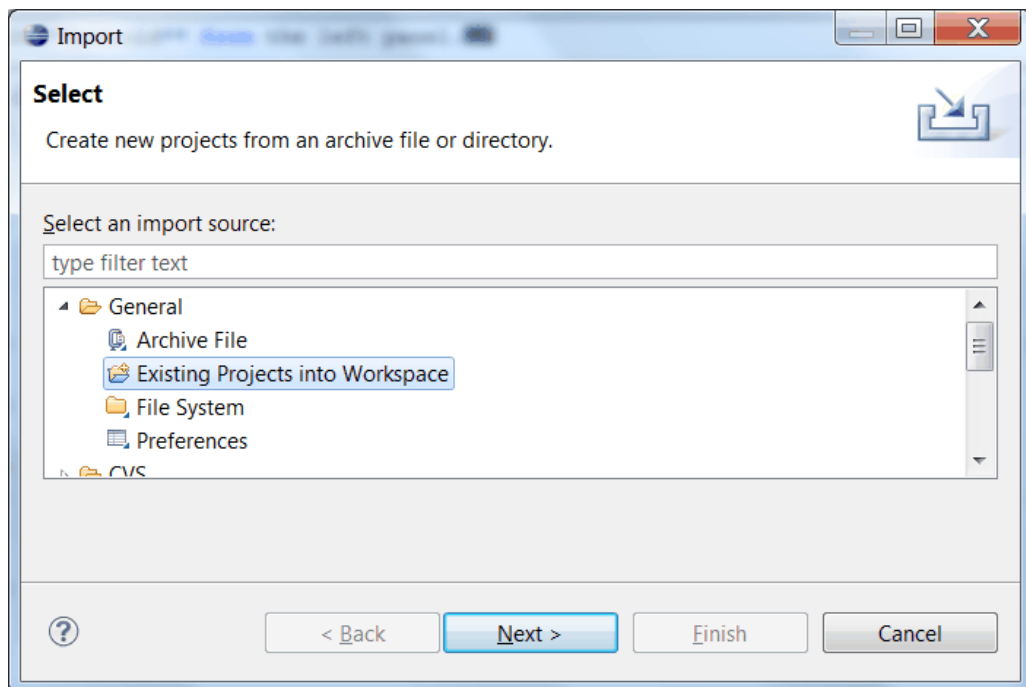 Import
Select
Create new projects from an archive file or directory.
Select an import source:
type filter text
General
Archive File
Existing Projects into Workspace
File System
Preferences
CVS
< Back Next > Finish Cancel